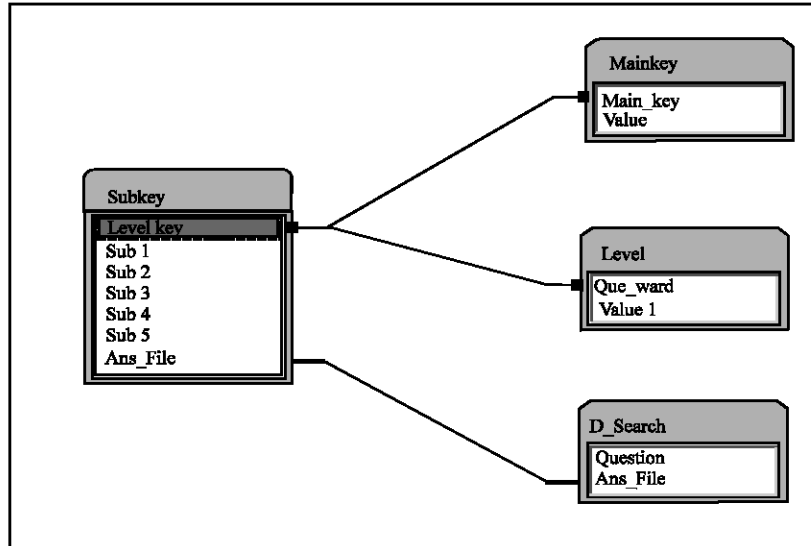 Subkey
Level key
Sub 1
Sub 2
Sub 3
Sub 4
Sub 5
Ans_File
Mainkey
Main_key
Value
Level
Que_ward
Value 1
D_Search
Question
Ans_File